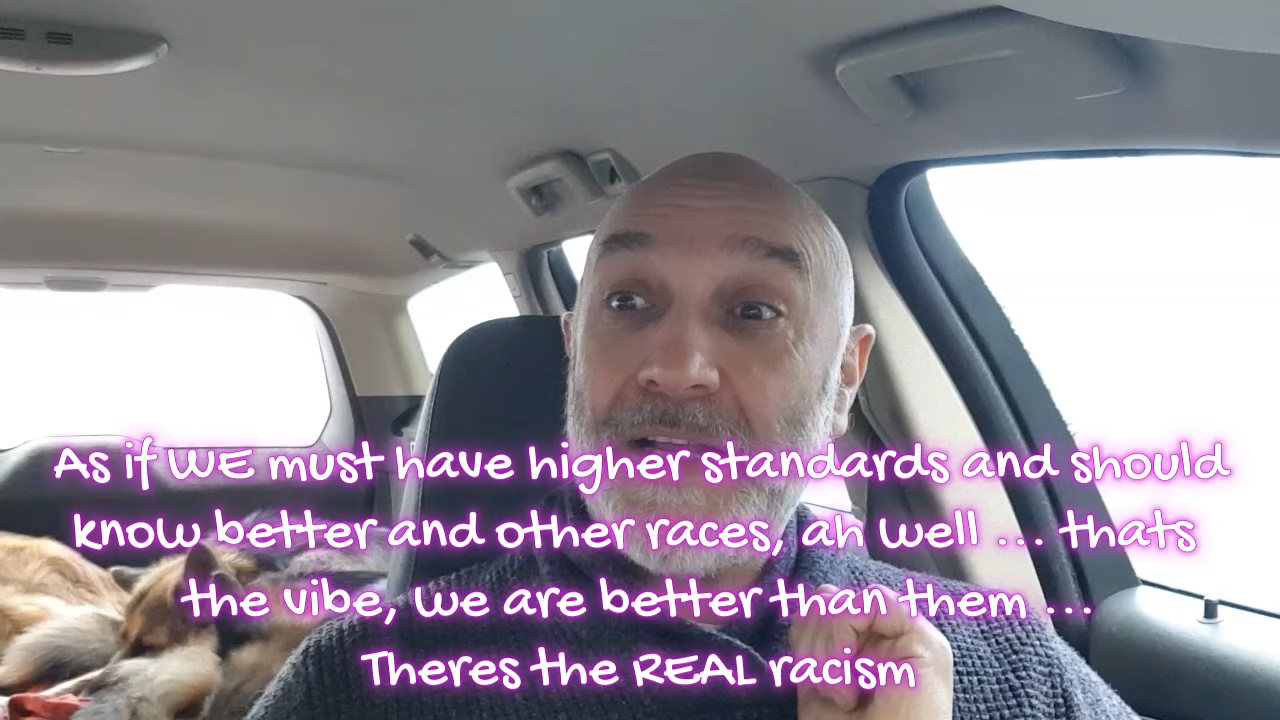 As if WE must have higher standards and should
know better and other races, ah well ... thats
the vibe, we are better than them ...
Theres the REAL racism